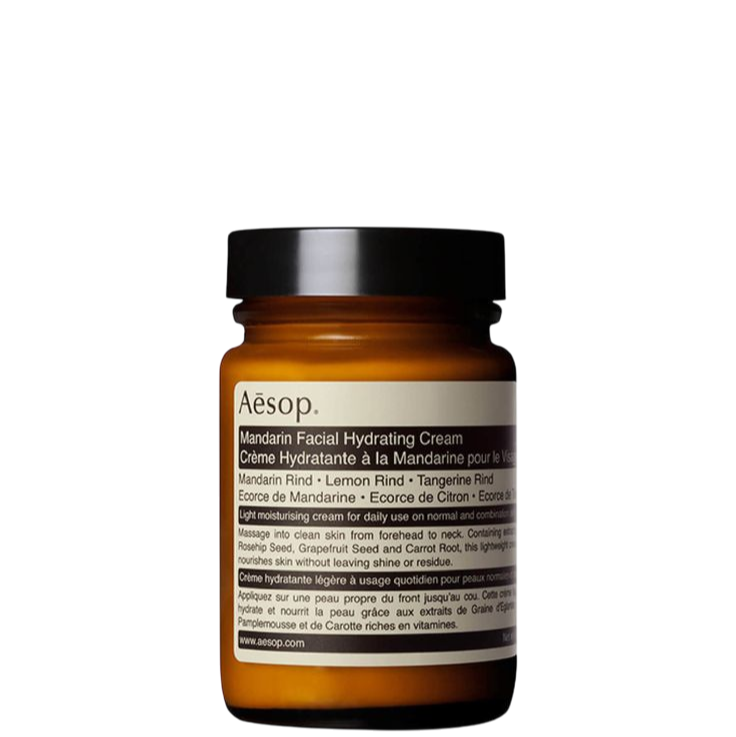 Aēsop.
Mandarin Facial Hydrating Cream
Crème Hydratante à la Mandarine pour le
Mandarin Rind • Lemon Rind • Tangerine Rind
Ecorce de Mandarine • Ecorce de Citron • Ecorce de
Light moisturising cream for daily use on normal and combination
Massage into clean skin from forehead to neck. Containing
Rosehip Seed, Grapefruit Seed and Carrot Root, this lightweight
nourishes skin without leaving shine or residue.
Crème hydratante légère à usage quotidien pour peaux
Appliquez sur une peau propre du front jusqu'au cou. Cette crème
hydrate et nourrit la peau grâce aux extraits de Graine
Pamplemousse et de Carotte riches en vitamines.
www.aesop.com